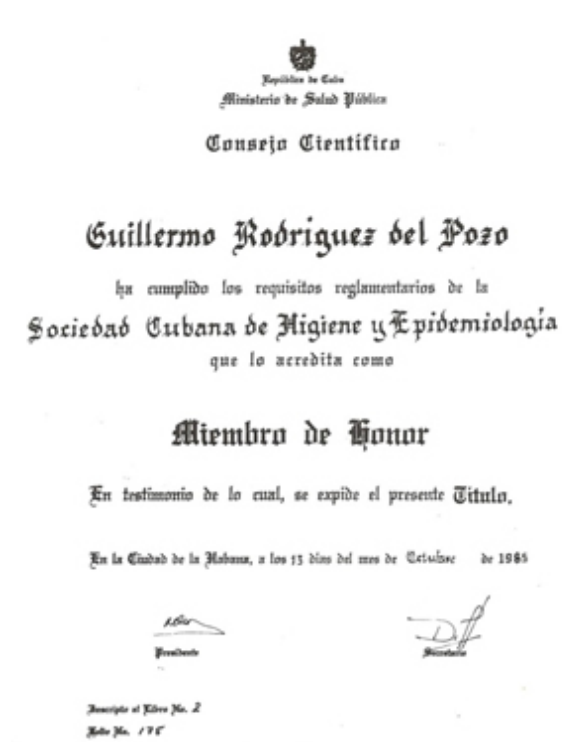 República de Cuba
Ministerio de Salud Pública
Consejo Científico
Guillermo Rodriguez del Pozo
ha cumplido los requisitos reglamentarios de la
Sociedad Cubana de Higiene y Epidemiología
que lo acredita como
Miembro de Honor
En testimonio de lo cual, se expide el presente Titulo.
En la Ciudad de la Habana, a los 13 días del mes de Octubre de 1985
Presidente Secretario
Inscripto al Libro No. 2
Folio No. 175